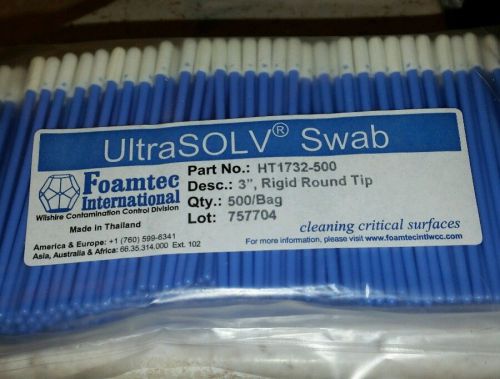 UltraSOLV® Swab
Foamtec
International
Wilshire Contamination Control Division
Made in Thailand
America & Europe: +1 (760) 599-6341
Asia, Australia & Africa: 66.35.314.000 Ext. 102
Part No.: HT1732-500
Desc.: 3", Rigid Round Tip
Qty.: 500/Bag
Lot: 757704
cleaning critical surfaces
For more information, please visit www.foamtecintlwcc.com